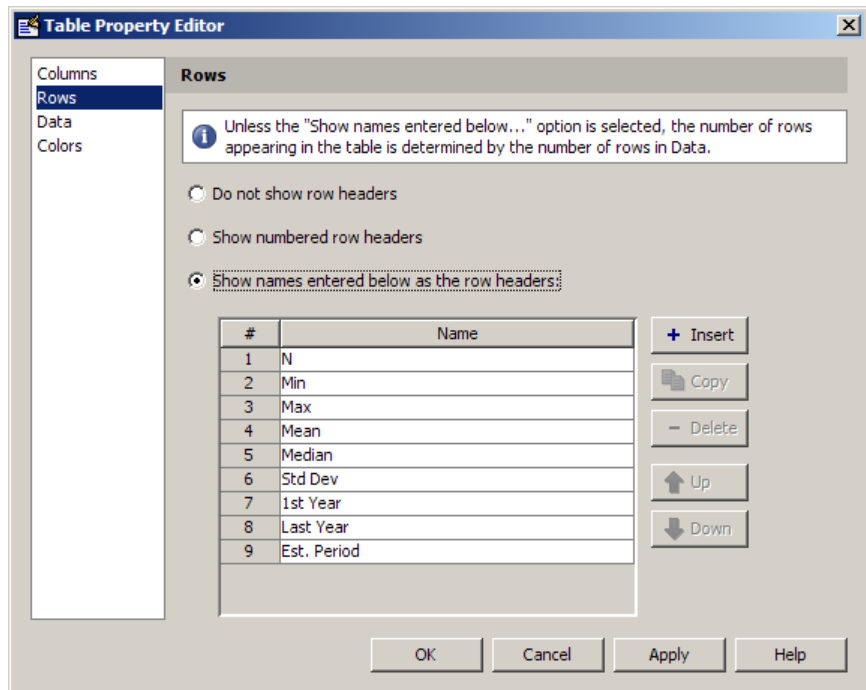 Table Property Editor
Columns
Rows
Data
Colors
Rows
Unless the "Show names entered below..." option is selected, the number of rows
appearing in the table is determined by the number of rows in Data.
Do not show row headers
Show numbered row headers
Show names entered below as the row headers:
# Name
1 N
2 Min
3 Max
4 Mean
5 Median
6 Std Dev
7 1st Year
8 Last Year
9 Est. Period
+ Insert
Copy
− Delete
Up
Down
OK Cancel Apply Help